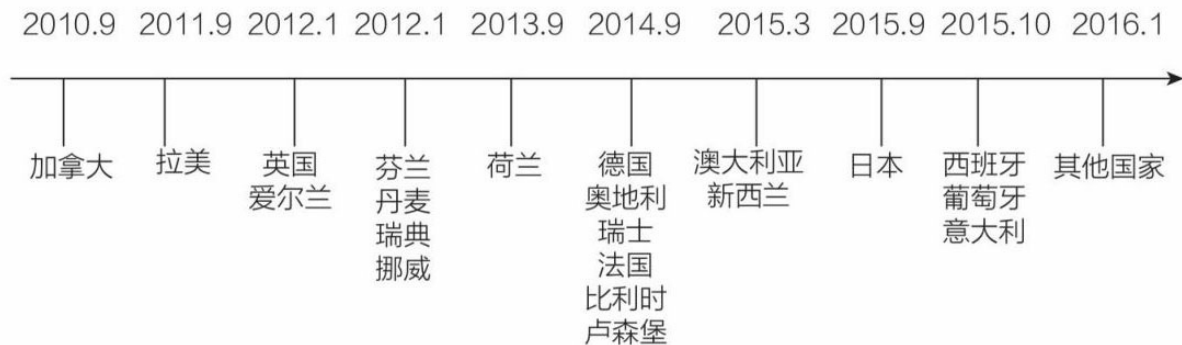 2010.9 2011.9 2012.1 2012.1 2013.9 2014.9 2015.3 2015.9 2015.10 2016.1
加拿大
拉美
英国
爱尔兰
芬兰
丹麦
瑞典
挪威
荷兰
德国
奥地利
瑞士
法国
比利时
卢森堡
澳大利亚
新西兰
日本
西班牙
葡萄牙
意大利
其他国家